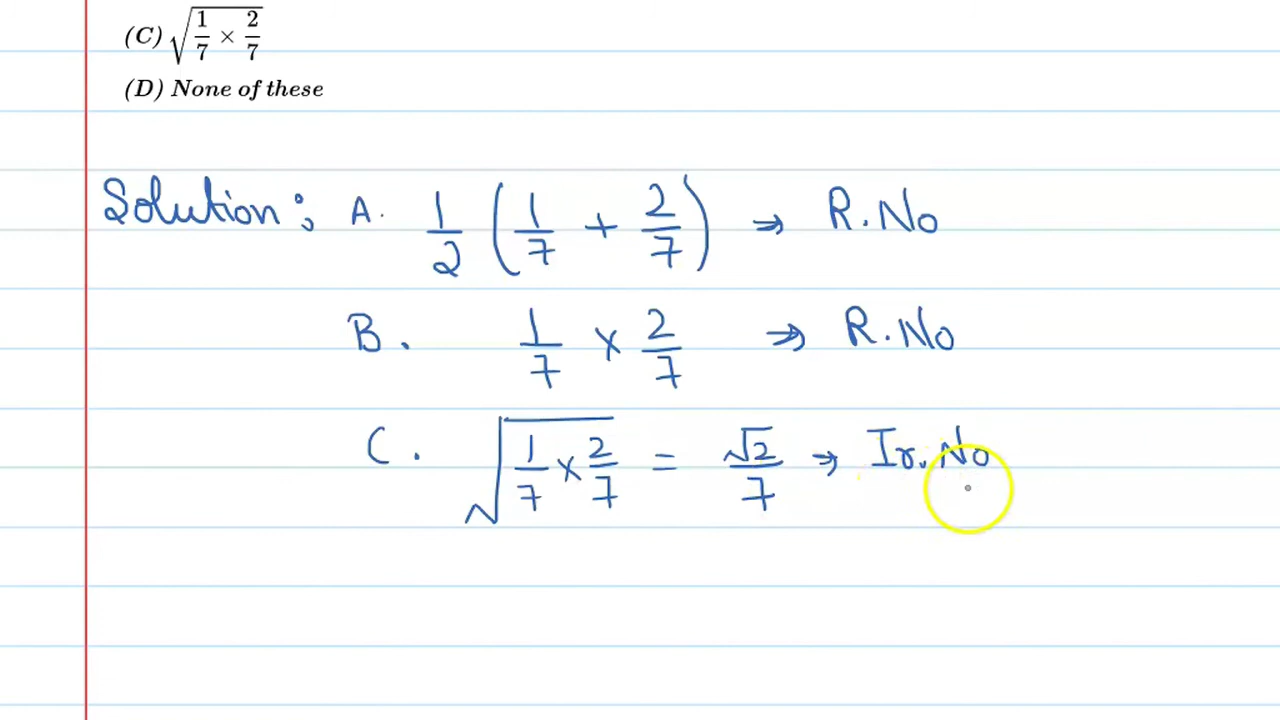 (C) √(1/7 × 2/7)
(D) None of these
Solution: A. 1/2 (1/7 + 2/7) → R.No
B. 1/7 × 2/7 → R.No
C. √(1/7 × 2/7) = √2/7 → Ir.No